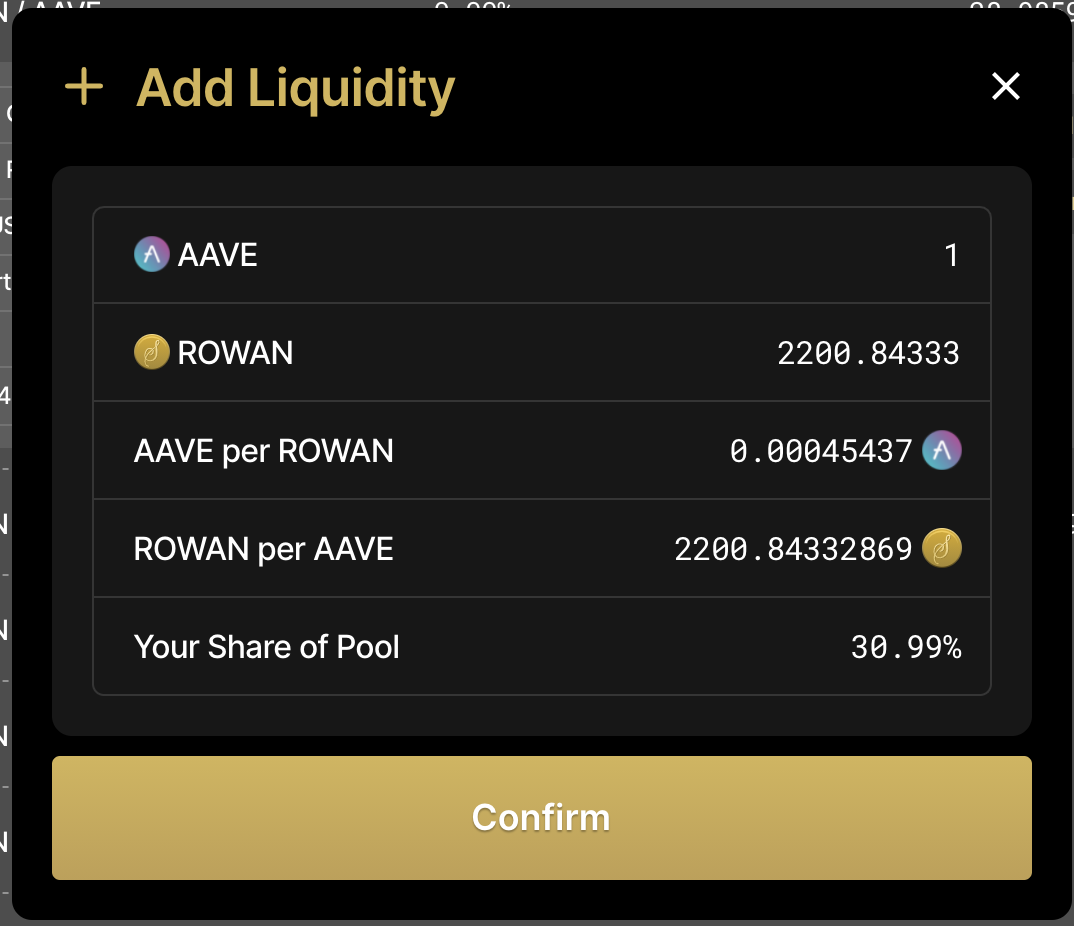 Add Liquidity
AAVE 1
ROWAN 2200.84333
AAVE per ROWAN 0.00045437
ROWAN per AAVE 2200.84332869
Your Share of Pool 30.99%
Confirm